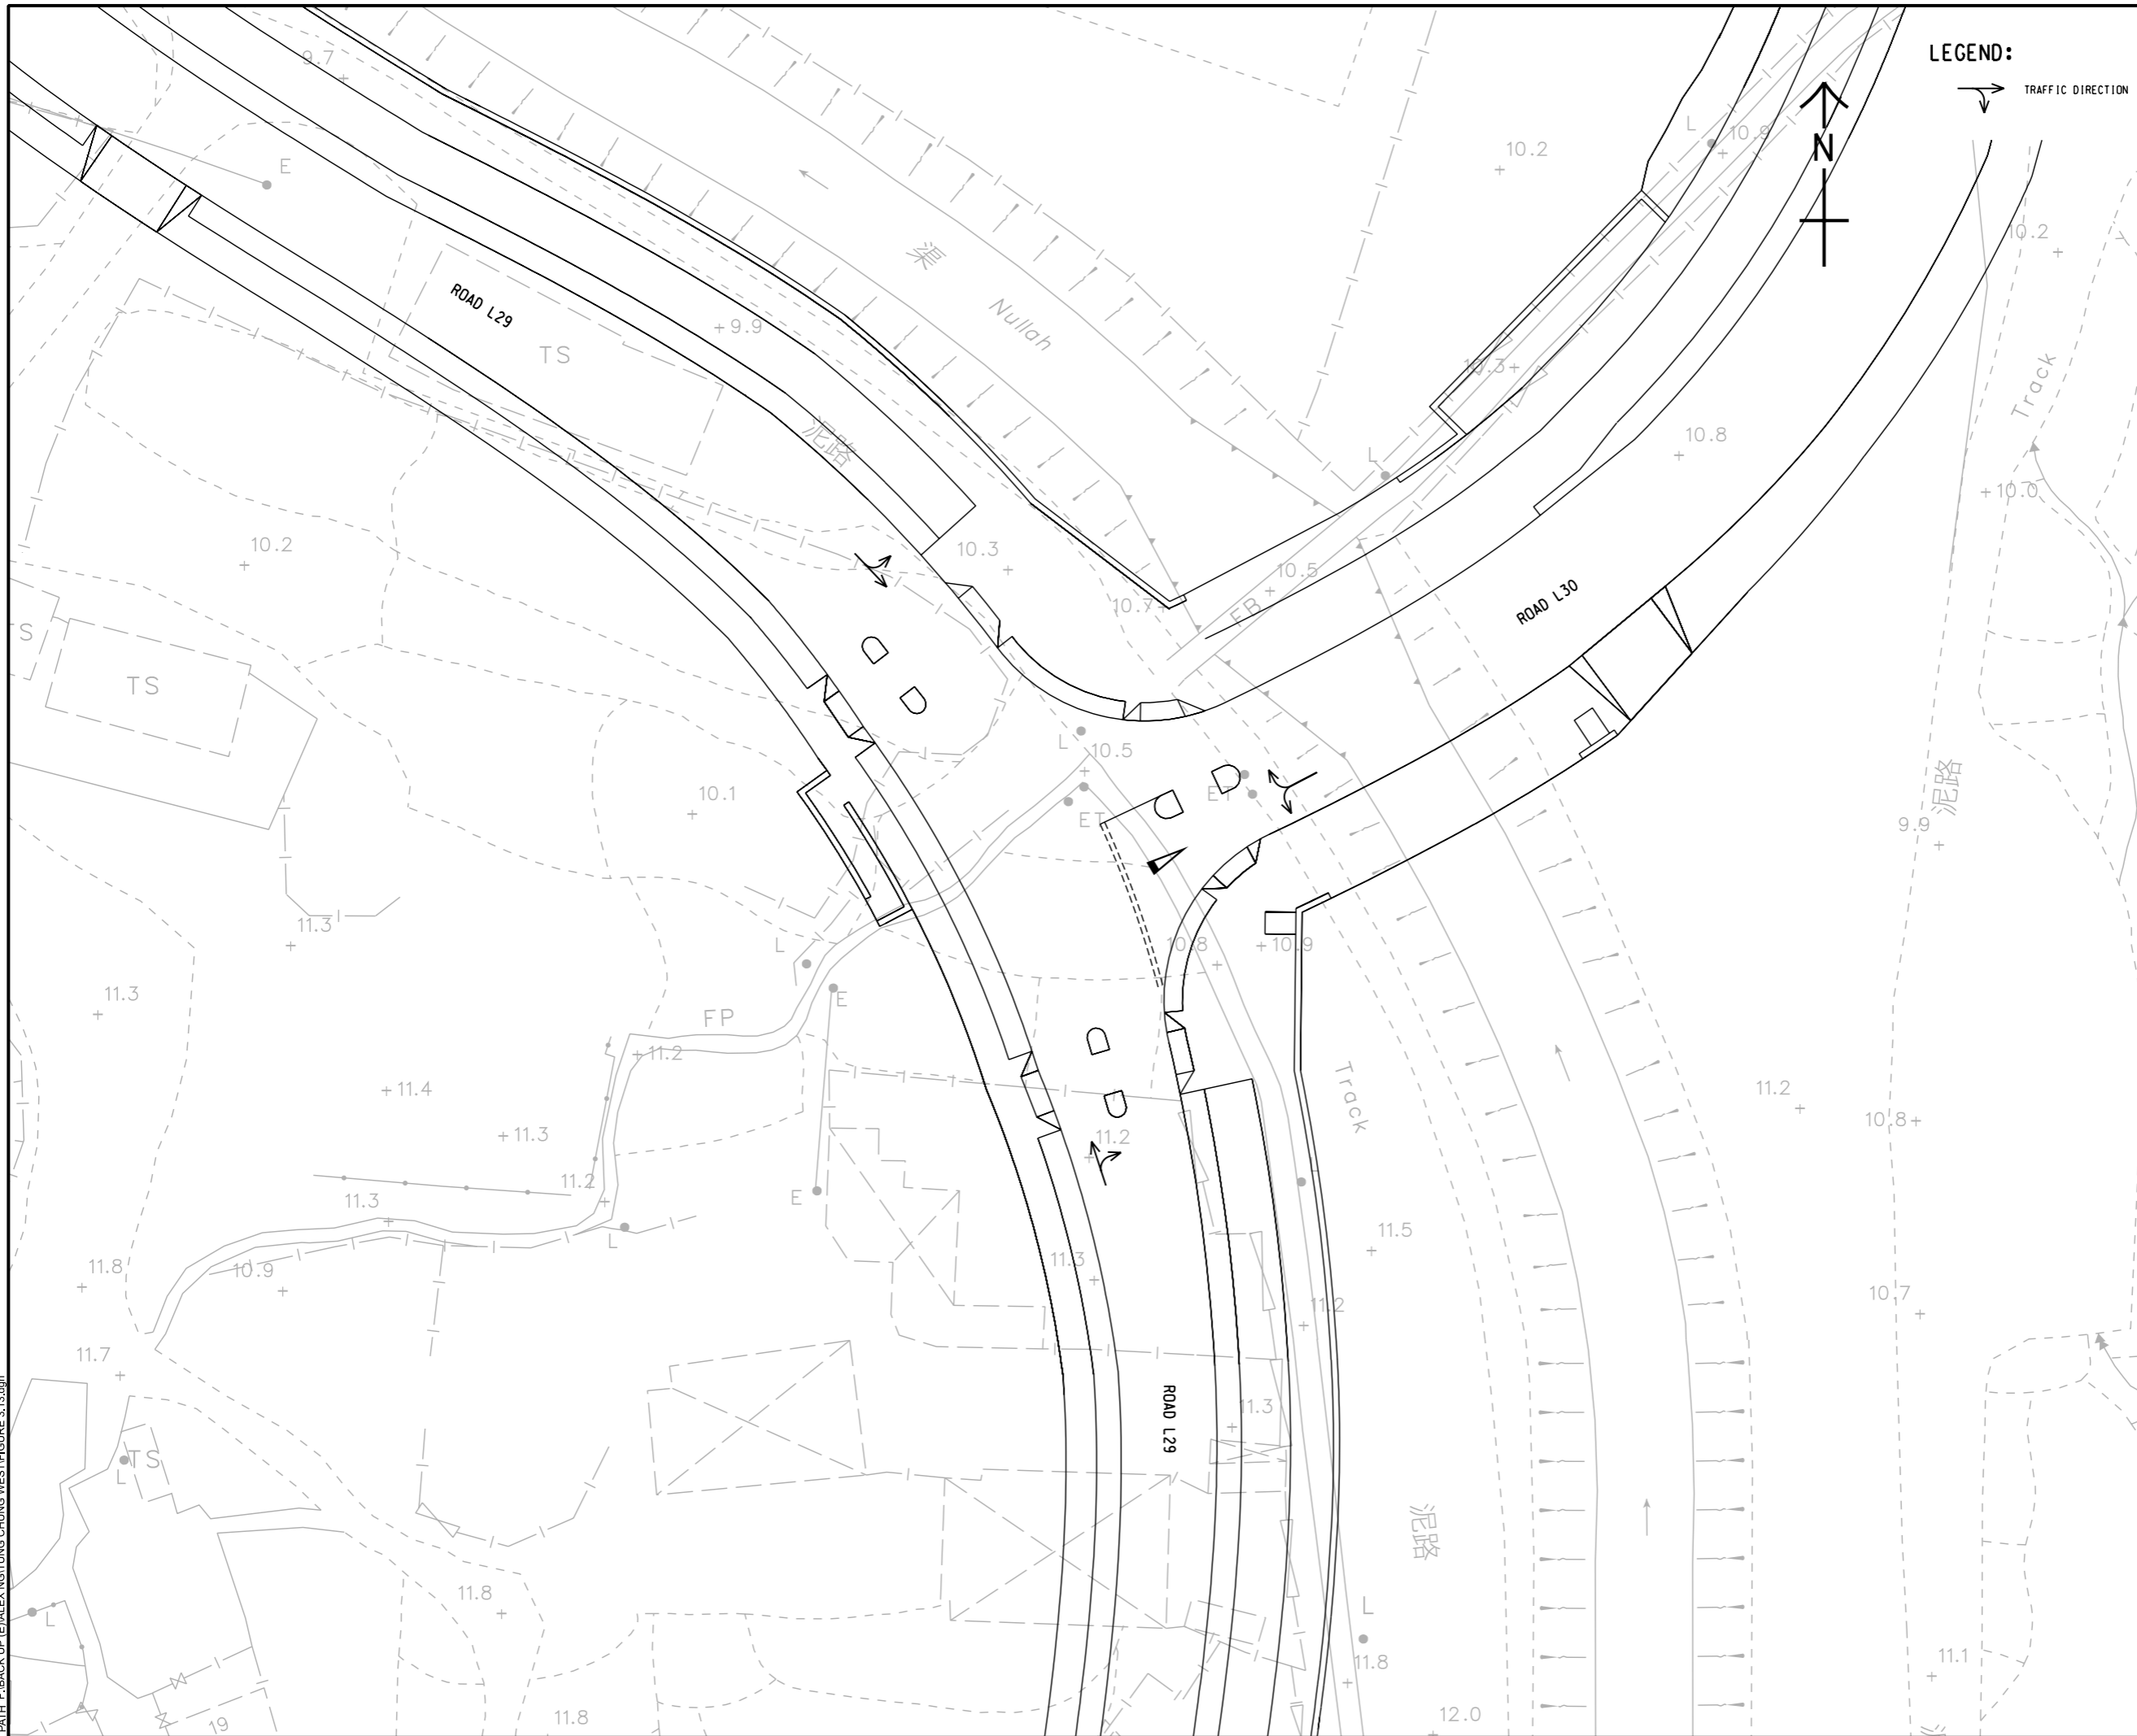 LEGEND:
TRAFFIC DIRECTION
N
9.7
E
L
10.9
10.2
10.2
渠
Nullah
ROAD L29
TS
+9.9
泥路
10.3+
Track
L
10.8
+10.0
10.2
10.3
10.5
10.7+
EB
ROAD L30
S
TS
L
10.5
ET
ET
10.1
泥路
9.9
11.3
L
10.8
+10.9
11.3
E
FP
+11.2
Track
+11.4
11.2
10.8+
+11.3
11.2
11.2
E
11.3
L
11.5
11.8
10.9
11.3
11.2
10.7
11.7
ROAD L29
11.3
TS
L
泥路
11.8
L
L
11.8
11.1
19
11.8
12.0